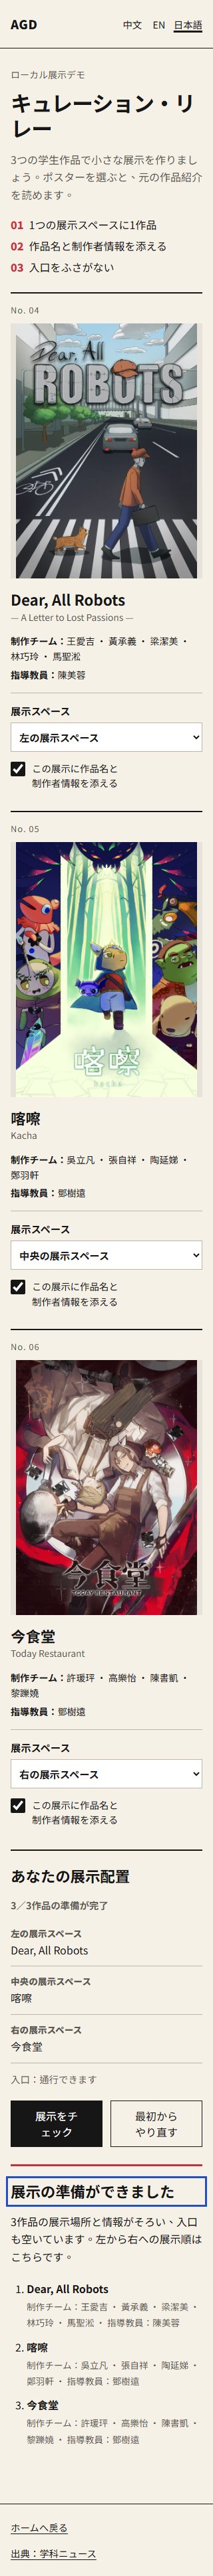 AGD
中文 EN 日本語
ローカル展示デモ
キュレーション・リ
レー
3つの学生作品で小さな展示を作りまし
ょう。ポスターを選ぶと、元の作品紹介
を読めます。
01 1つの展示スペースに1作品
02 作品名と制作者情報を添える
03 入口をふさがない
No. 04
Dear, All
ROBOTS
Dear, All Robots
— A Letter to Lost Passions —
制作チーム：王愛吉 ・ 黃承義 ・ 梁潔美 ・
林巧玲 ・ 馬聖淞
指導教員：陳美蓉
展示スペース
左の展示スペース
この展示に作品名と
制作者情報を添える
No. 05
喀嚓
喀嚓
Kacha
制作チーム：吳立凡 ・ 張自祥 ・ 陶延娣 ・
鄭羽軒
指導教員：鄧樹遠
展示スペース
中央の展示スペース
この展示に作品名と
制作者情報を添える
No. 06
今食堂
TODAY RESTAURANT
今食堂
Today Restaurant
制作チーム：許瑷玶 ・ 高樂怡 ・ 陳書凱 ・
黎躒嬈
指導教員：鄧樹遠
展示スペース
右の展示スペース
この展示に作品名と
制作者情報を添える
あなたの展示配置
3／3作品の準備が完了
左の展示スペース
Dear, All Robots
中央の展示スペース
喀嚓
右の展示スペース
今食堂
入口：通行できます
展示をチ
ェック
最初から
やり直す
展示の準備ができました
3作品の展示場所と情報がそろい、入口
も空いています。左から右への展示順は
こちらです。
1. Dear, All Robots
制作チーム：王愛吉 ・ 黃承義 ・ 梁潔美 ・
林巧玲 ・ 馬聖淞 ・ 指導教員：陳美蓉
2. 喀嚓
制作チーム：吳立凡 ・ 張自祥 ・ 陶延娣 ・
鄭羽軒 ・ 指導教員：鄧樹遠
3. 今食堂
制作チーム：許瑷玶 ・ 高樂怡 ・ 陳書凱 ・
黎躒嬈 ・ 指導教員：鄧樹遠
ホームへ戻る
出典：学科ニュース